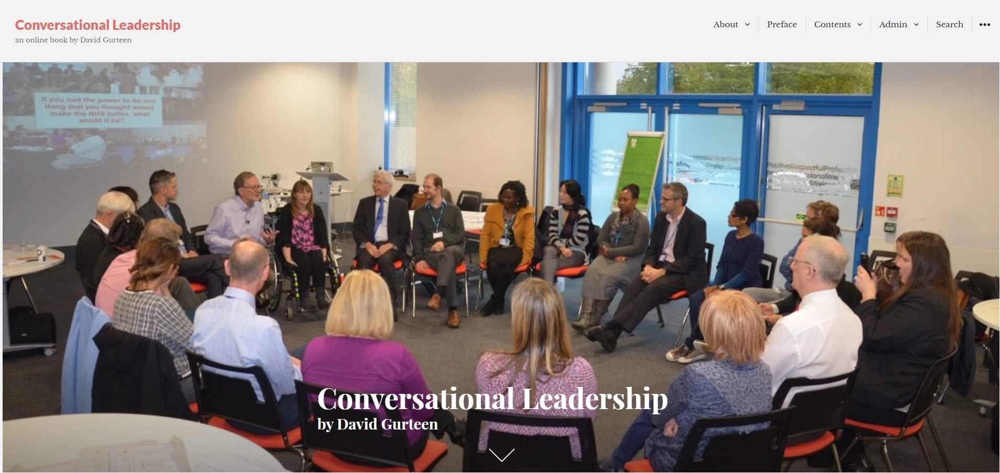 Conversational Leadership
an online book by David Gurteen
About
Preface
Contents
Admin
Search
If you had the power to do one
thing that you thought would
make the NHS better, what
would it be?
PositiveRespectfulProfe
Conversational Leadership
by David Gurteen